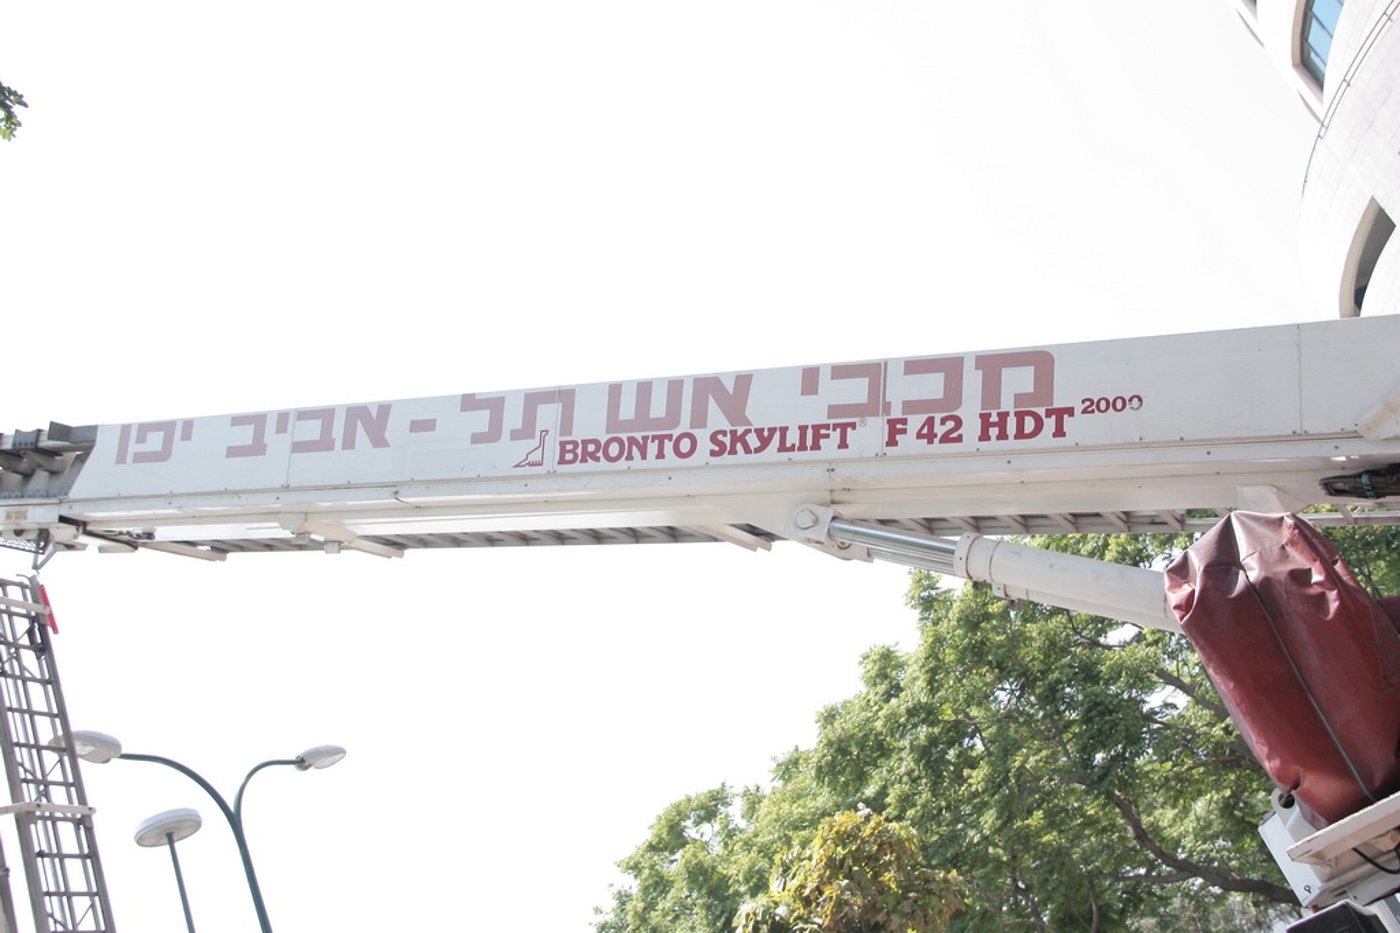 מכבי אש תל - אביב יפו
BRONTO SKYLIFT® F 42 HDT 2000